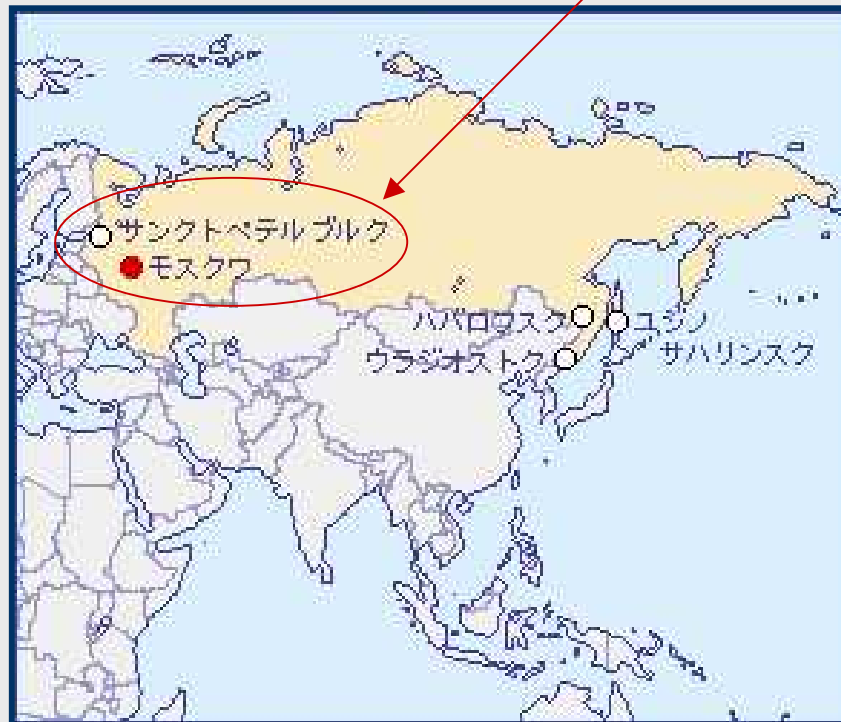 サンクトペテルブルク
モスクワ
ハバロフスク
ユジノ
サハリンスク
ウラジオストク